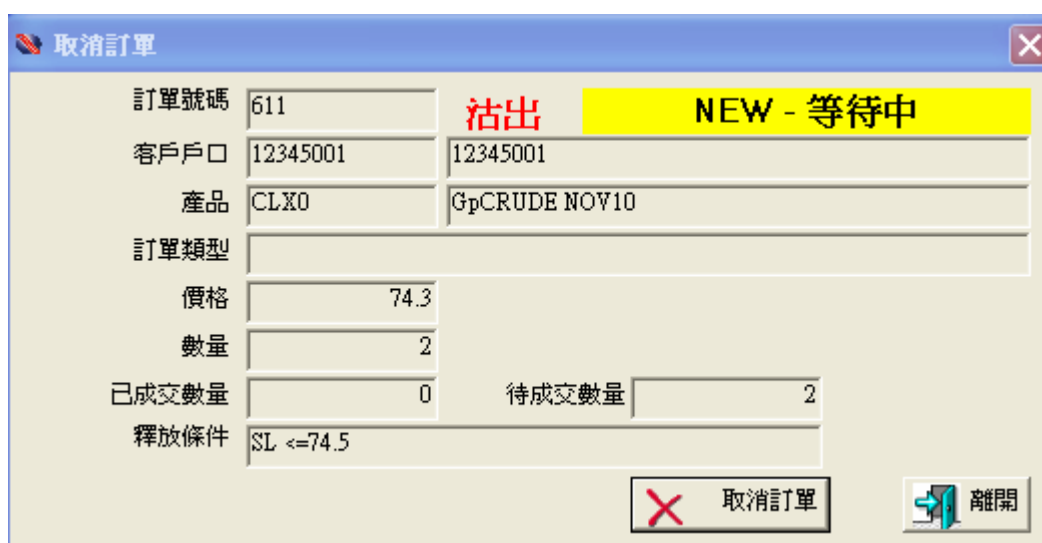 取消訂單
訂單號碼 611 沽出 NEW - 等待中
客戶戶口 12345001 12345001
產品 CLX0 GpCRUDE NOV10
訂單類型
價格 74.3
數量 2
已成交數量 0 待成交數量 2
釋放條件 SL <=74.5
取消訂單 離開